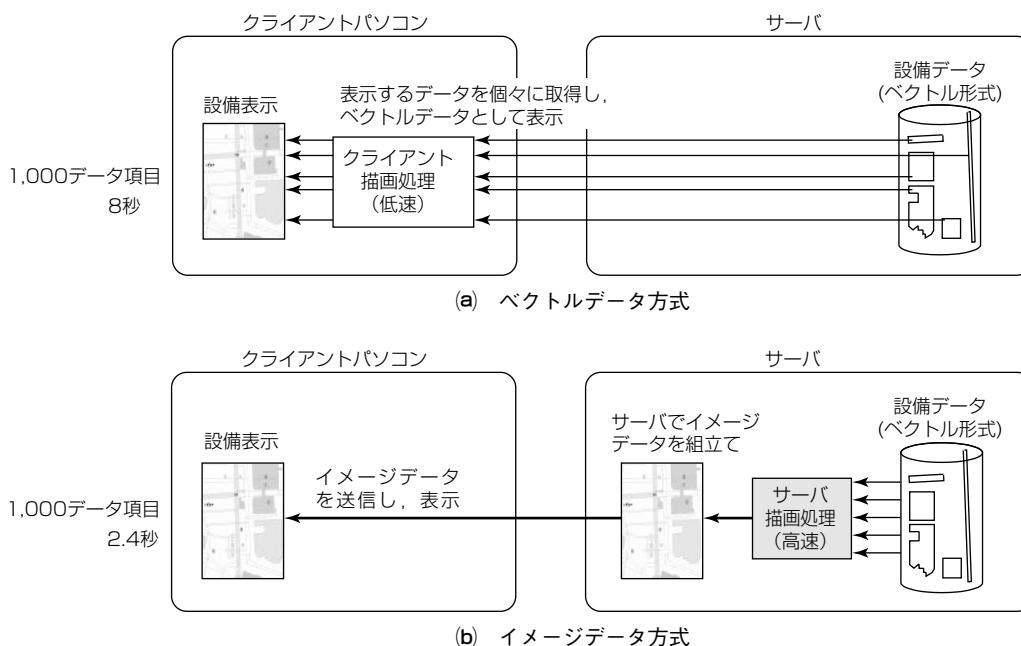 クライアントパソコン
サーバ
設備データ
(ベクトル形式)
表示するデータを個々に取得し,
ベクトルデータとして表示
設備表示
クライアント
描画処理
(低速)
1,000データ項目
8秒
(a) ベクトルデータ方式
クライアントパソコン
サーバ
設備データ
(ベクトル形式)
サーバでイメージ
データを組立て
設備表示
イメージデータ
を送信し,表示
サーバ
描画処理
(高速)
1,000データ項目
2.4秒
(b) イメージデータ方式